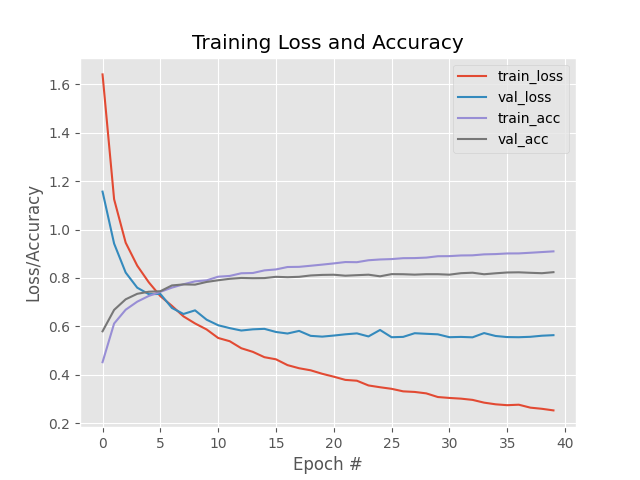 Training Loss and Accuracy
train_loss
val_loss
train_acc
val_acc
Loss/Accuracy
1.6
1.4
1.2
1.0
0.8
0.6
0.4
0.2
0 5 10 15 20 25 30 35 40
Epoch #